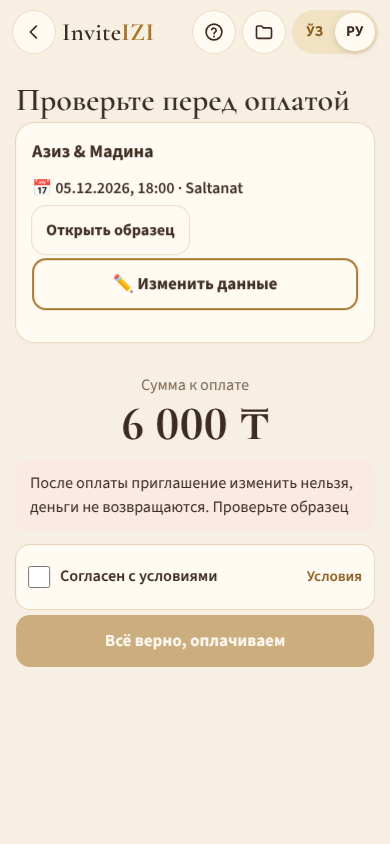 InviteIZI
ЎЗ
РУ
Проверьте перед оплатой
Азиз & Мадина
📅 05.12.2026, 18:00 · Saltanat
Открыть образец
✏️ Изменить данные
Сумма к оплате
6 000 ₸
После оплаты приглашение изменить нельзя,
деньги не возвращаются. Проверьте образец
Согласен с условиями
Условия
Всё верно, оплачиваем